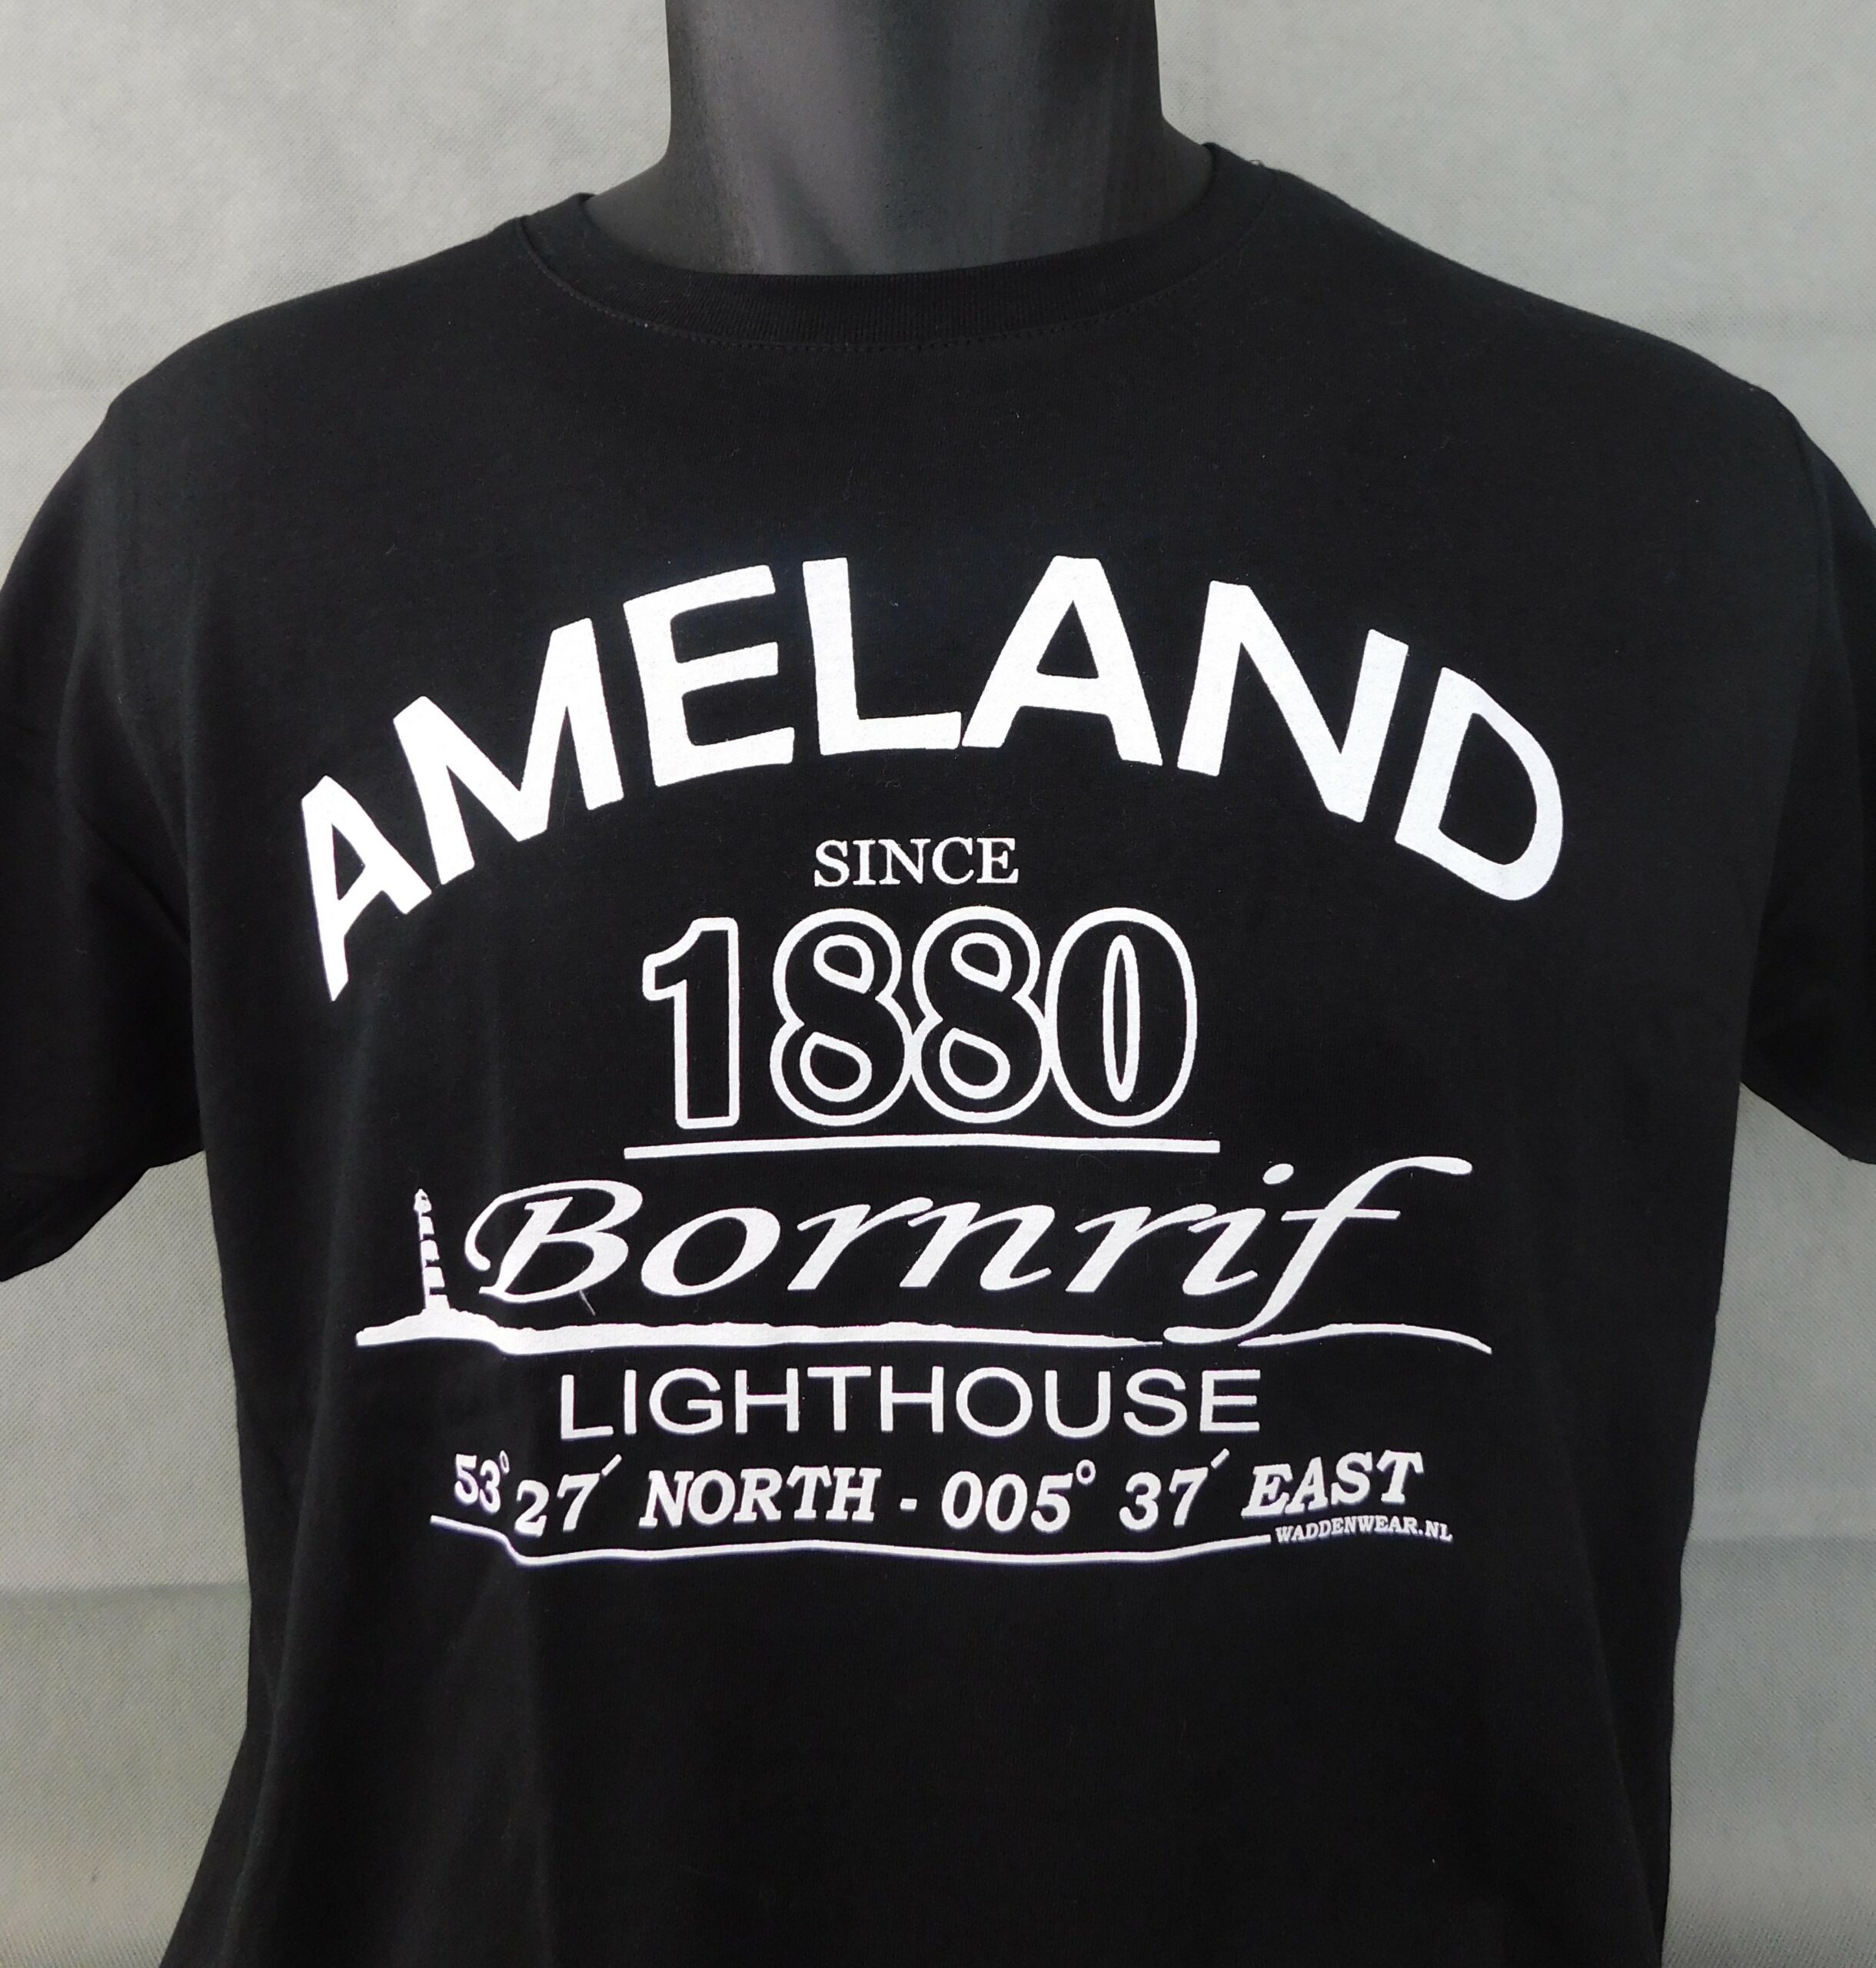 AMELAND
SINCE
1880
Bornrif
LIGHTHOUSE
53° 27′ NORTH - 005° 37′ EAST
WADDENWEAR.NL